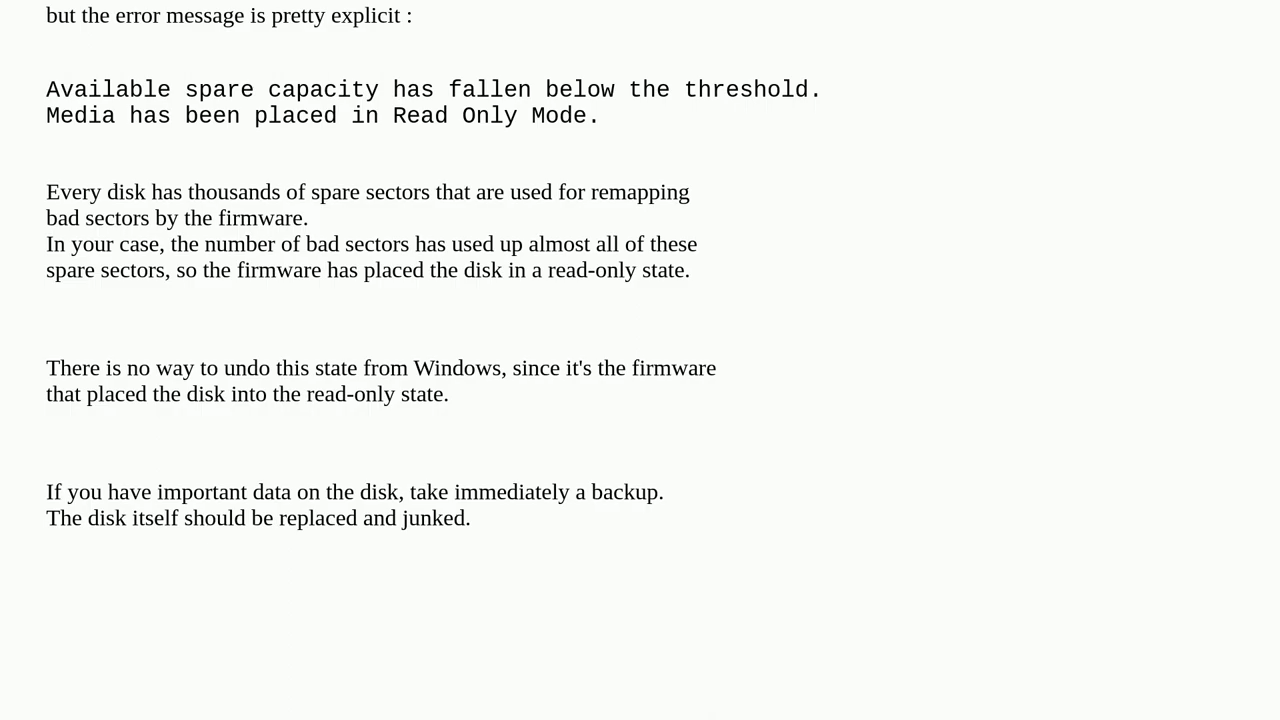 but the error message is pretty explicit :
Available spare capacity has fallen below the threshold.
Media has been placed in Read Only Mode.
Every disk has thousands of spare sectors that are used for remapping
bad sectors by the firmware.
In your case, the number of bad sectors has used up almost all of these
spare sectors, so the firmware has placed the disk in a read-only state.
There is no way to undo this state from Windows, since it's the firmware
that placed the disk into the read-only state.
If you have important data on the disk, take immediately a backup.
The disk itself should be replaced and junked.